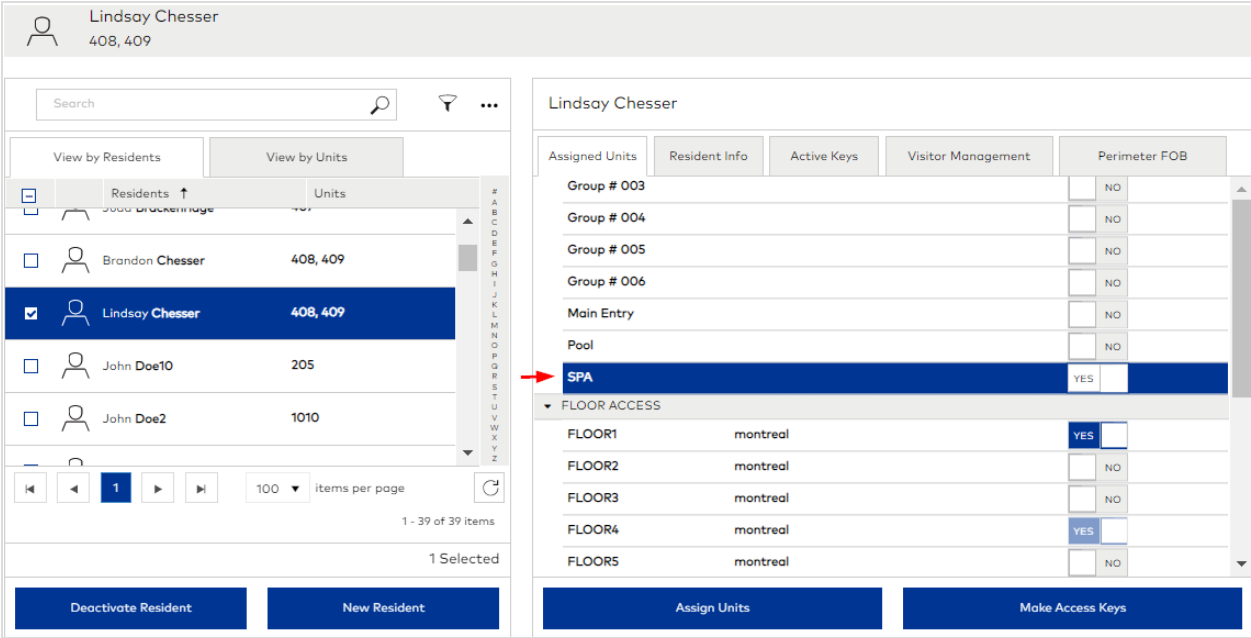 Lindsay Chesser
408, 409
Search
View by Residents
View by Units
Residents ↑ Units
Brackenridge 407
Brandon Chesser 408, 409
Lindsay Chesser 408, 409
John Doe10 205
John Doe2 1010
#
A
B
C
D
E
F
G
H
I
J
K
L
M
N
O
P
Q
R
S
T
U
V
W
X
Y
Z
1
100 items per page
1 - 39 of 39 items
1 Selected
Deactivate Resident
New Resident
Lindsay Chesser
Assigned Units
Resident Info
Active Keys
Visitor Management
Perimeter FOB
Group # 003 NO
Group # 004 NO
Group # 005 NO
Group # 006 NO
Main Entry NO
Pool NO
SPA YES
FLOOR ACCESS
FLOOR1 montreal YES
FLOOR2 montreal NO
FLOOR3 montreal NO
FLOOR4 montreal YES
FLOOR5 montreal NO
Assign Units
Make Access Keys